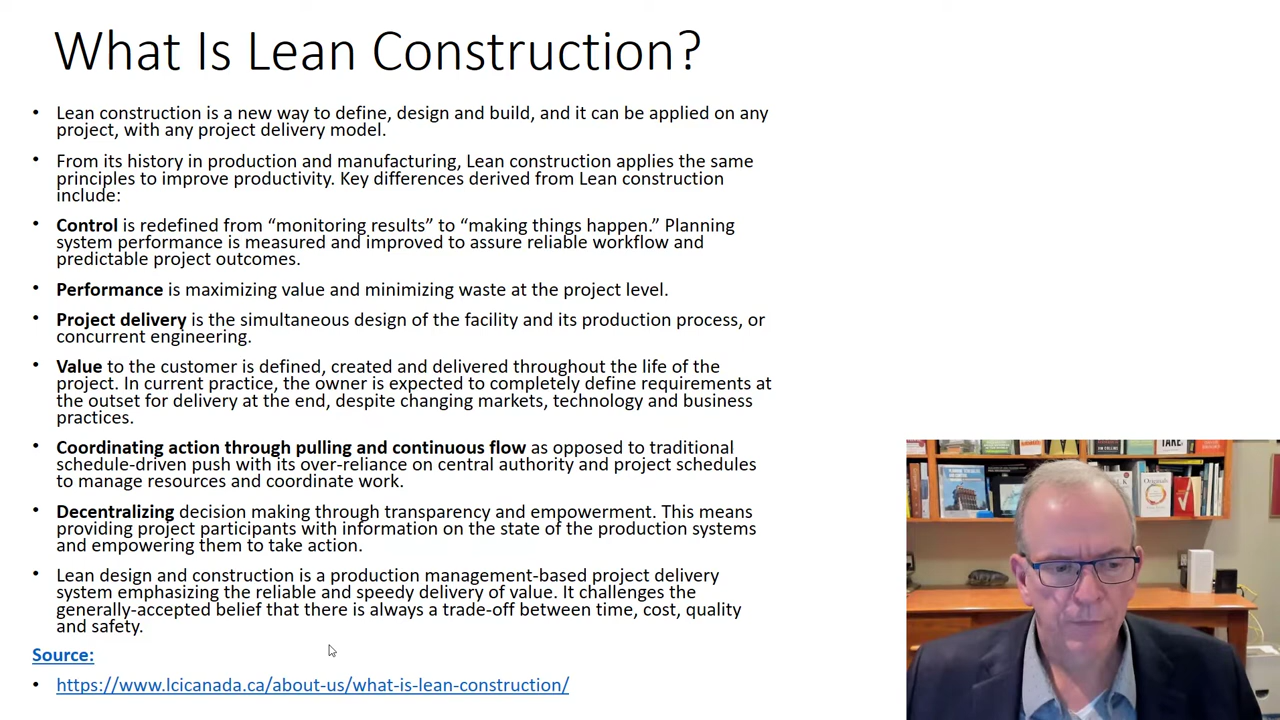 What Is Lean Construction?
• Lean construction is a new way to define, design and build, and it can be applied on any
project, with any project delivery model.
• From its history in production and manufacturing, Lean construction applies the same
principles to improve productivity. Key differences derived from Lean construction
include:
• Control is redefined from “monitoring results” to “making things happen.” Planning
system performance is measured and improved to assure reliable workflow and
predictable project outcomes.
• Performance is maximizing value and minimizing waste at the project level.
• Project delivery is the simultaneous design of the facility and its production process, or
concurrent engineering.
• Value to the customer is defined, created and delivered throughout the life of the
project. In current practice, the owner is expected to completely define requirements at
the outset for delivery at the end, despite changing markets, technology and business
practices.
• Coordinating action through pulling and continuous flow as opposed to traditional
schedule-driven push with its over-reliance on central authority and project schedules
to manage resources and coordinate work.
• Decentralizing decision making through transparency and empowerment. This means
providing project participants with information on the state of the production systems
and empowering them to take action.
• Lean design and construction is a production management-based project delivery
system emphasizing the reliable and speedy delivery of value. It challenges the
generally-accepted belief that there is always a trade-off between time, cost, quality
and safety.
Source:
• https://www.lcicanada.ca/about-us/what-is-lean-construction/
JIM COLLINS
TAKE
Originals